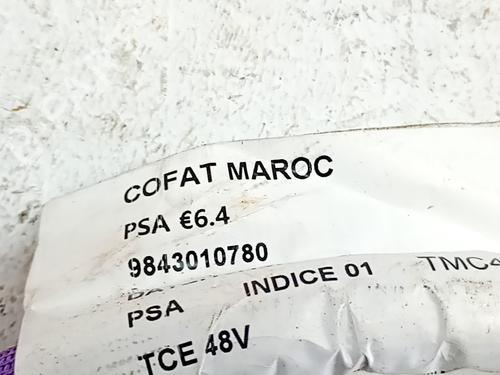 COFAT MAROC
PSA €6.4
9843010780
PSA INDICE 01 TMC4
TCE 48V